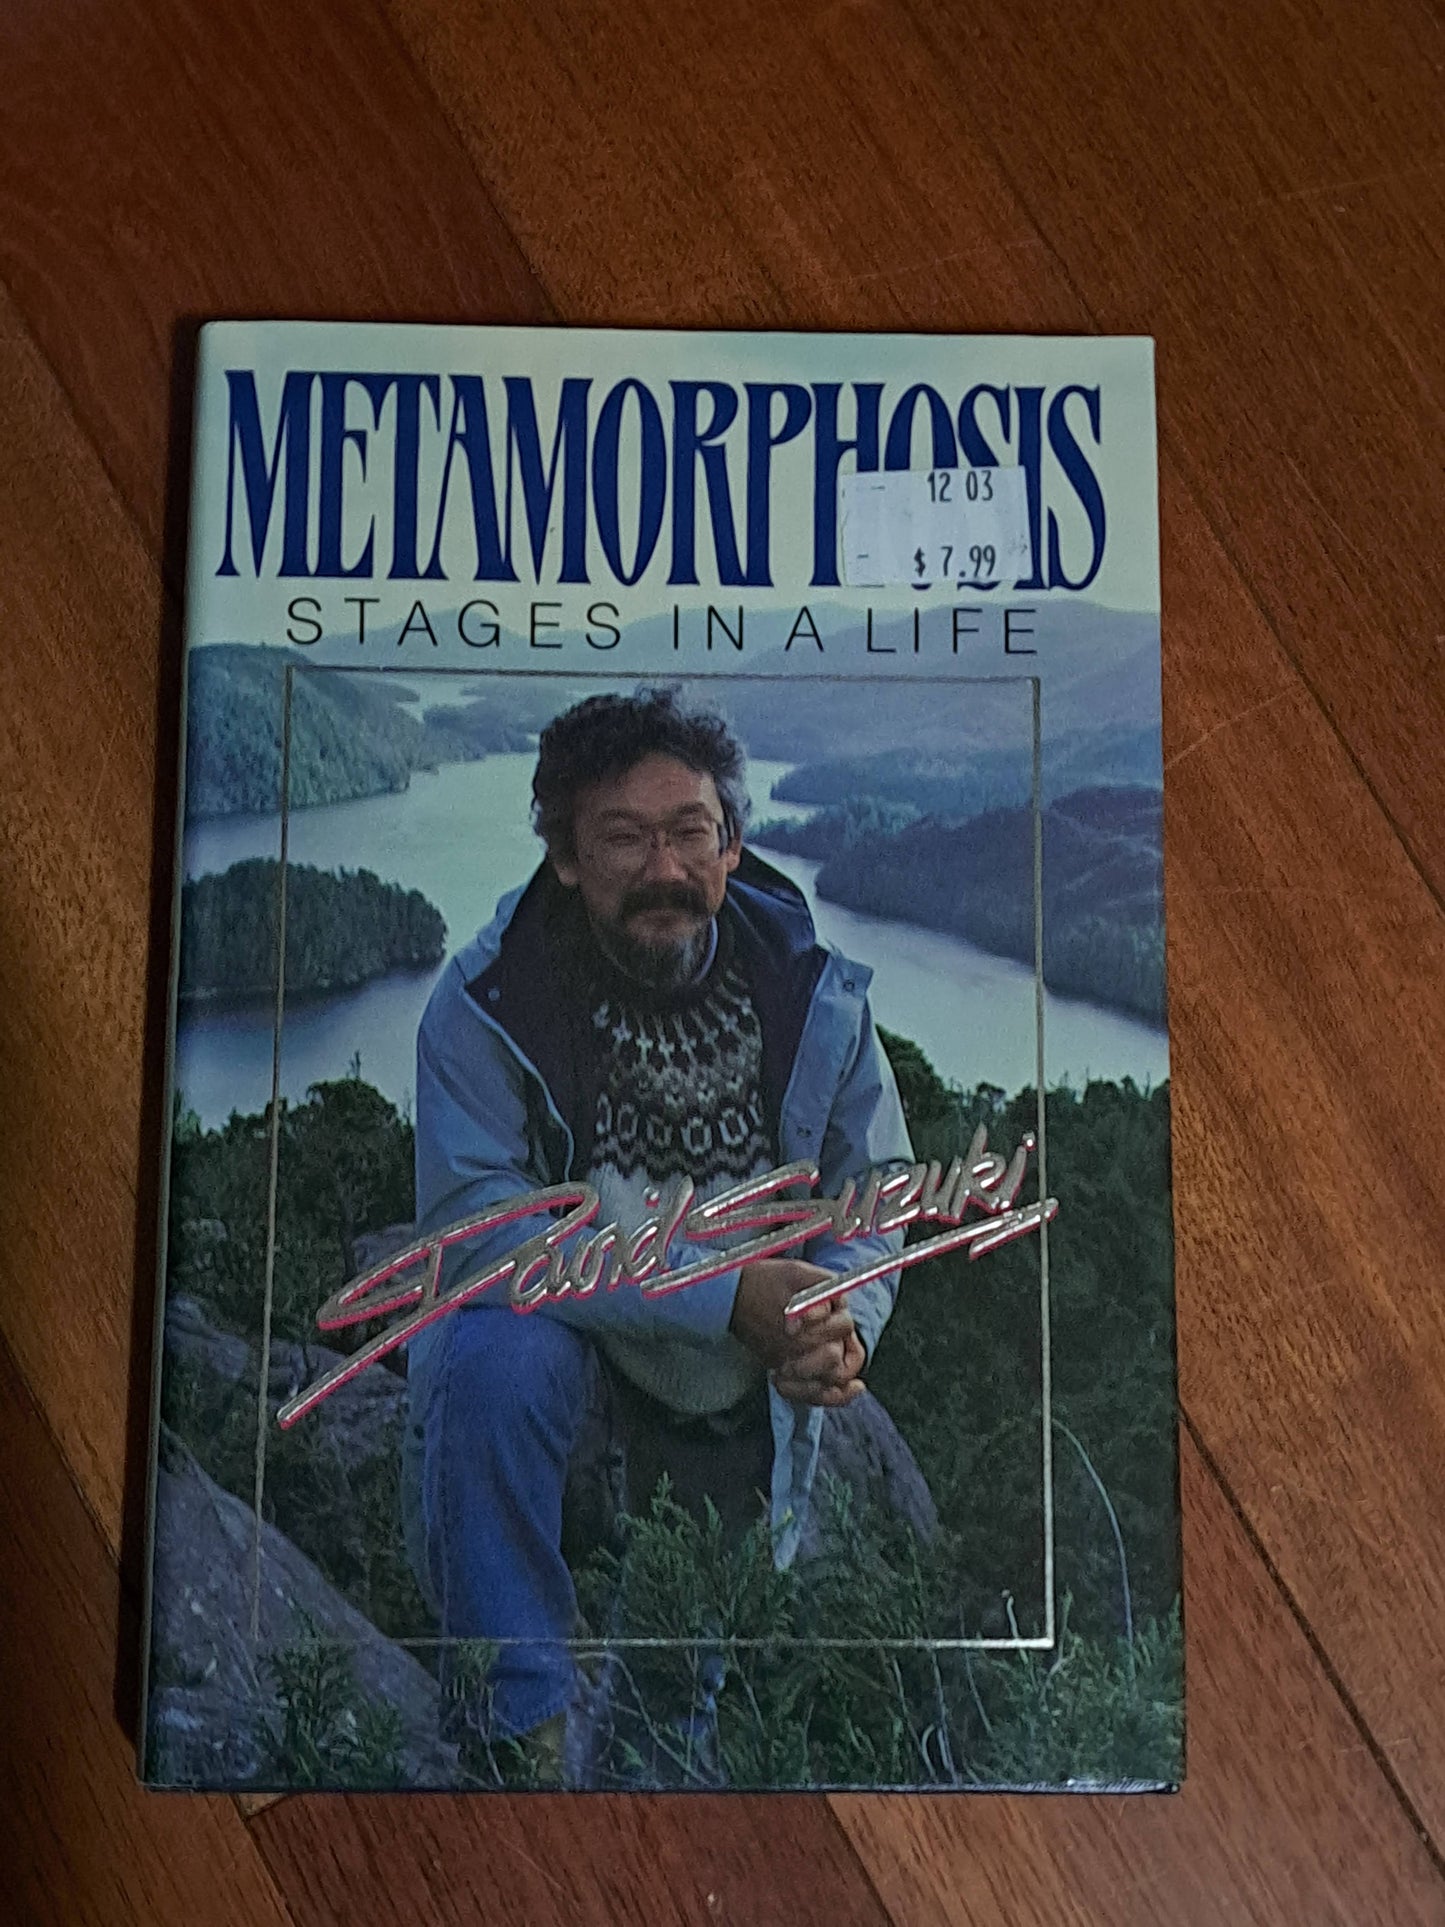 METAMORPHOSIS
12 03
$ 7.99
STAGES IN A LIFE
David Suzuki